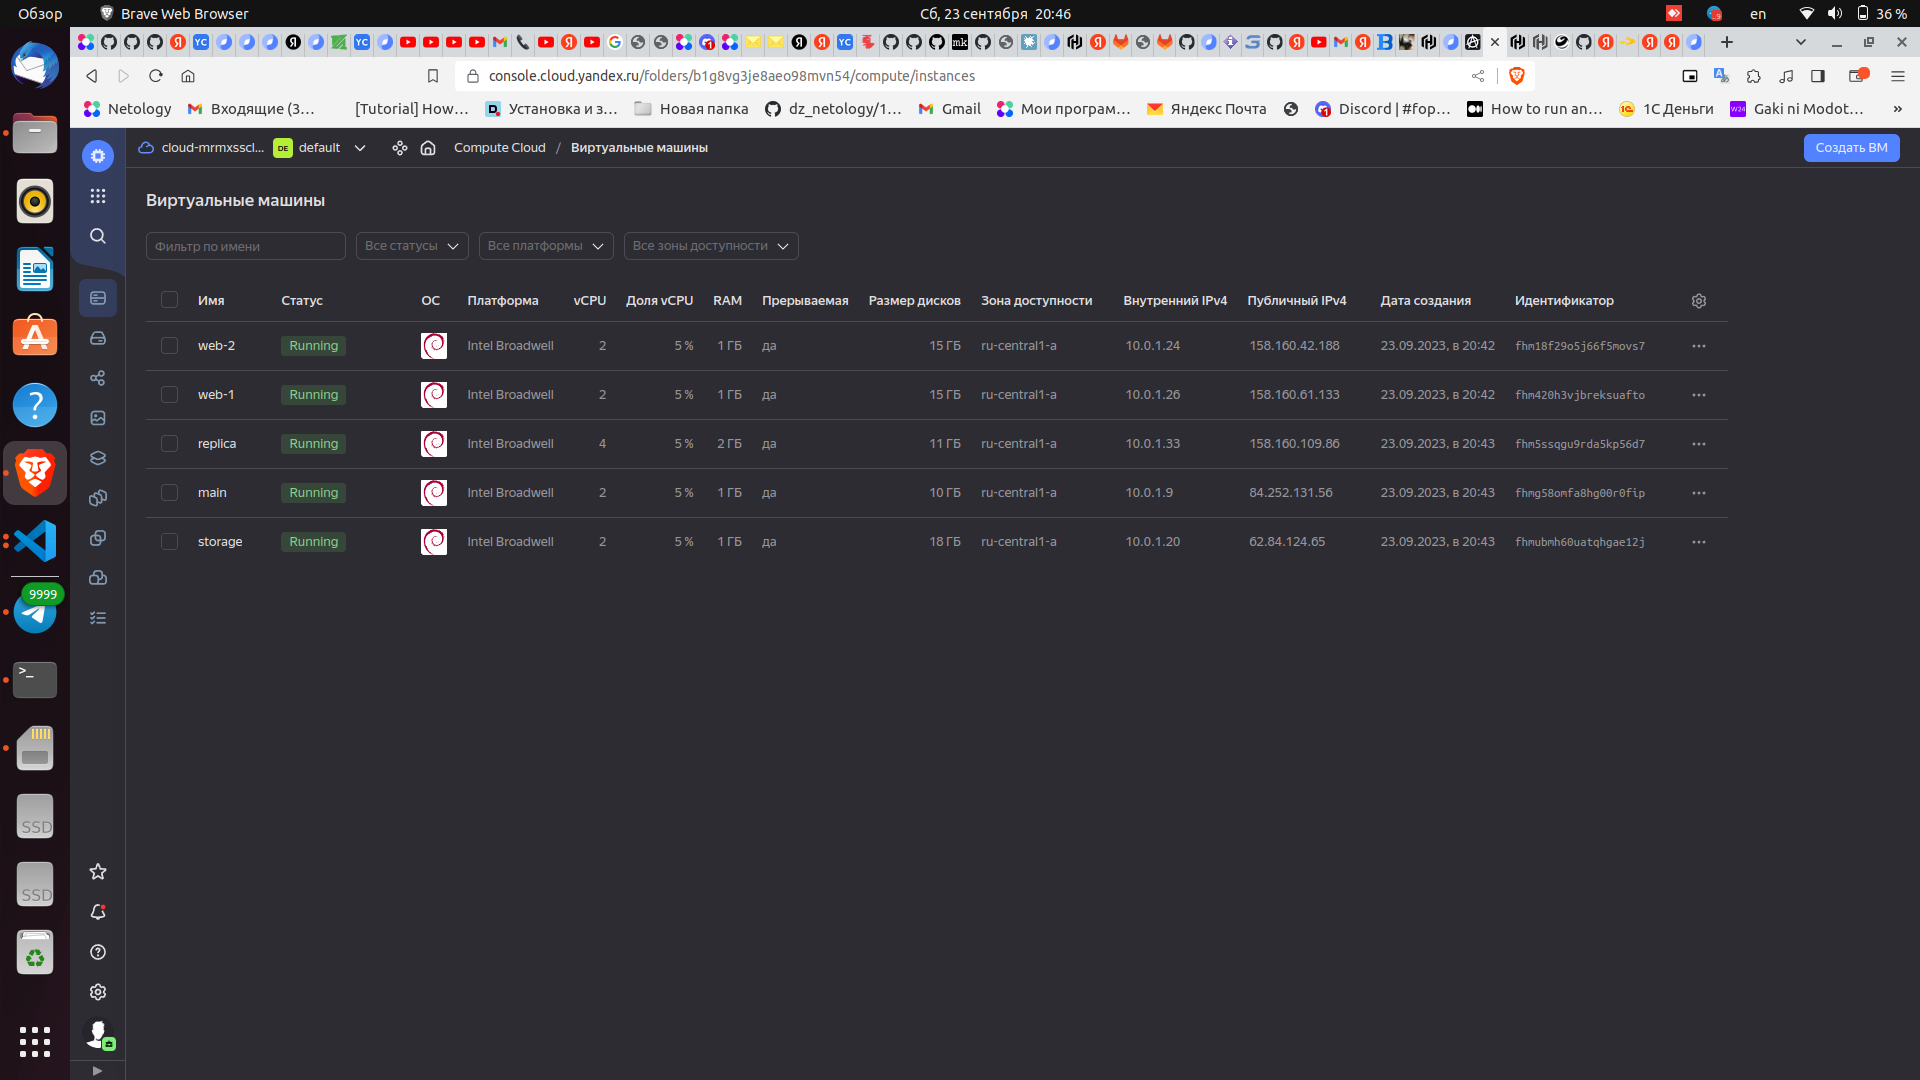 Обзор
Brave Web Browser
Сб, 23 сентября 20:46
en
36 %
console.cloud.yandex.ru/folders/b1g8vg3je8aeo98mvn54/compute/instances
Netology
Входящие (3…
[Tutorial] How…
Установка и з…
Новая папка
dz_netology/1…
Gmail
Мои програм…
Яндекс Почта
Discord | #fop…
How to run an…
1С Деньги
Gaki ni Modot…
»
cloud-mrmxsscl...
DE
default
Compute Cloud / Виртуальные машины
Создать ВМ
Виртуальные машины
Фильтр по имени
Все статусы
Все платформы
Все зоны доступности
Имя Статус ОС Платформа vCPU Доля vCPU RAM Прерываемая Размер дисков Зона доступности Внутренний IPv4 Публичный IPv4 Дата создания Идентификатор
web-2 Running Intel Broadwell 2 5 % 1 ГБ да 15 ГБ ru-central1-a 10.0.1.24 158.160.42.188 23.09.2023, в 20:42 fhm18f29o5j66f5movs7
web-1 Running Intel Broadwell 2 5 % 1 ГБ да 15 ГБ ru-central1-a 10.0.1.26 158.160.61.133 23.09.2023, в 20:42 fhm420h3vjbreksuafto
replica Running Intel Broadwell 4 5 % 2 ГБ да 11 ГБ ru-central1-a 10.0.1.33 158.160.109.86 23.09.2023, в 20:43 fhm5ssqgu9rda5kp56d7
main Running Intel Broadwell 2 5 % 1 ГБ да 10 ГБ ru-central1-a 10.0.1.9 84.252.131.56 23.09.2023, в 20:43 fhmg58omfa8hg00r0fip
storage Running Intel Broadwell 2 5 % 1 ГБ да 18 ГБ ru-central1-a 10.0.1.20 62.84.124.65 23.09.2023, в 20:43 fhmubmh60uatqhgae12j
9999
>_
SSD
SSD